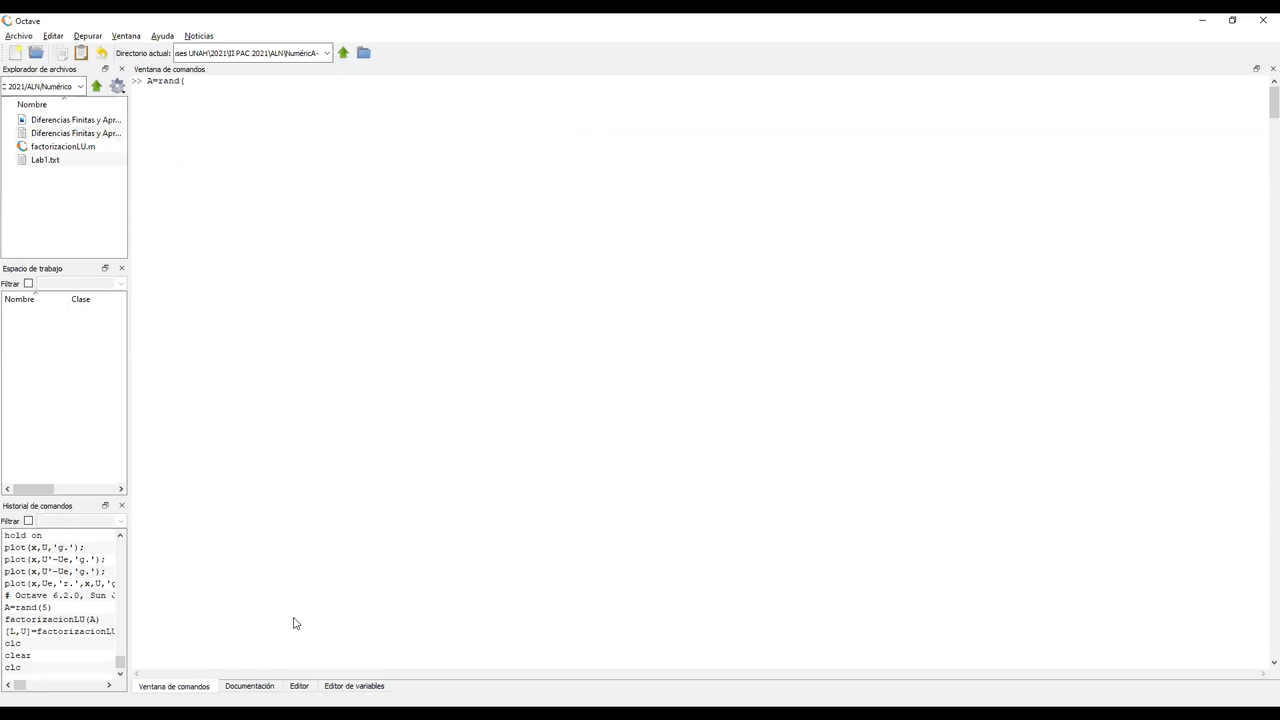 Octave
Archivo Editar Depurar Ventana Ayuda Noticias
Directorio actual: ises UNAH\2021\II PAC 2021\ALN\NuméricA-
Explorador de archivos
Ventana de comandos
C 2021/ALN/Numérico
>> A=rand(
Nombre
Diferencias Finitas y Apr...
Diferencias Finitas y Apr...
factorizacionLU.m
Lab1.txt
Espacio de trabajo
Filtrar
Nombre Clase
Historial de comandos
Filtrar
hold on
plot(x,U,'g.');
plot(x,U'-Ue,'g.');
plot(x,U'-Ue,'g.');
plot(x,Ue,'r.',x,U,'g
# Octave 6.2.0, Sun
A=rand(5)
factorizacionLU(A)
[L,U]=factorizacionLU
clc
clear
clc
Ventana de comandos Documentación Editor Editor de variables